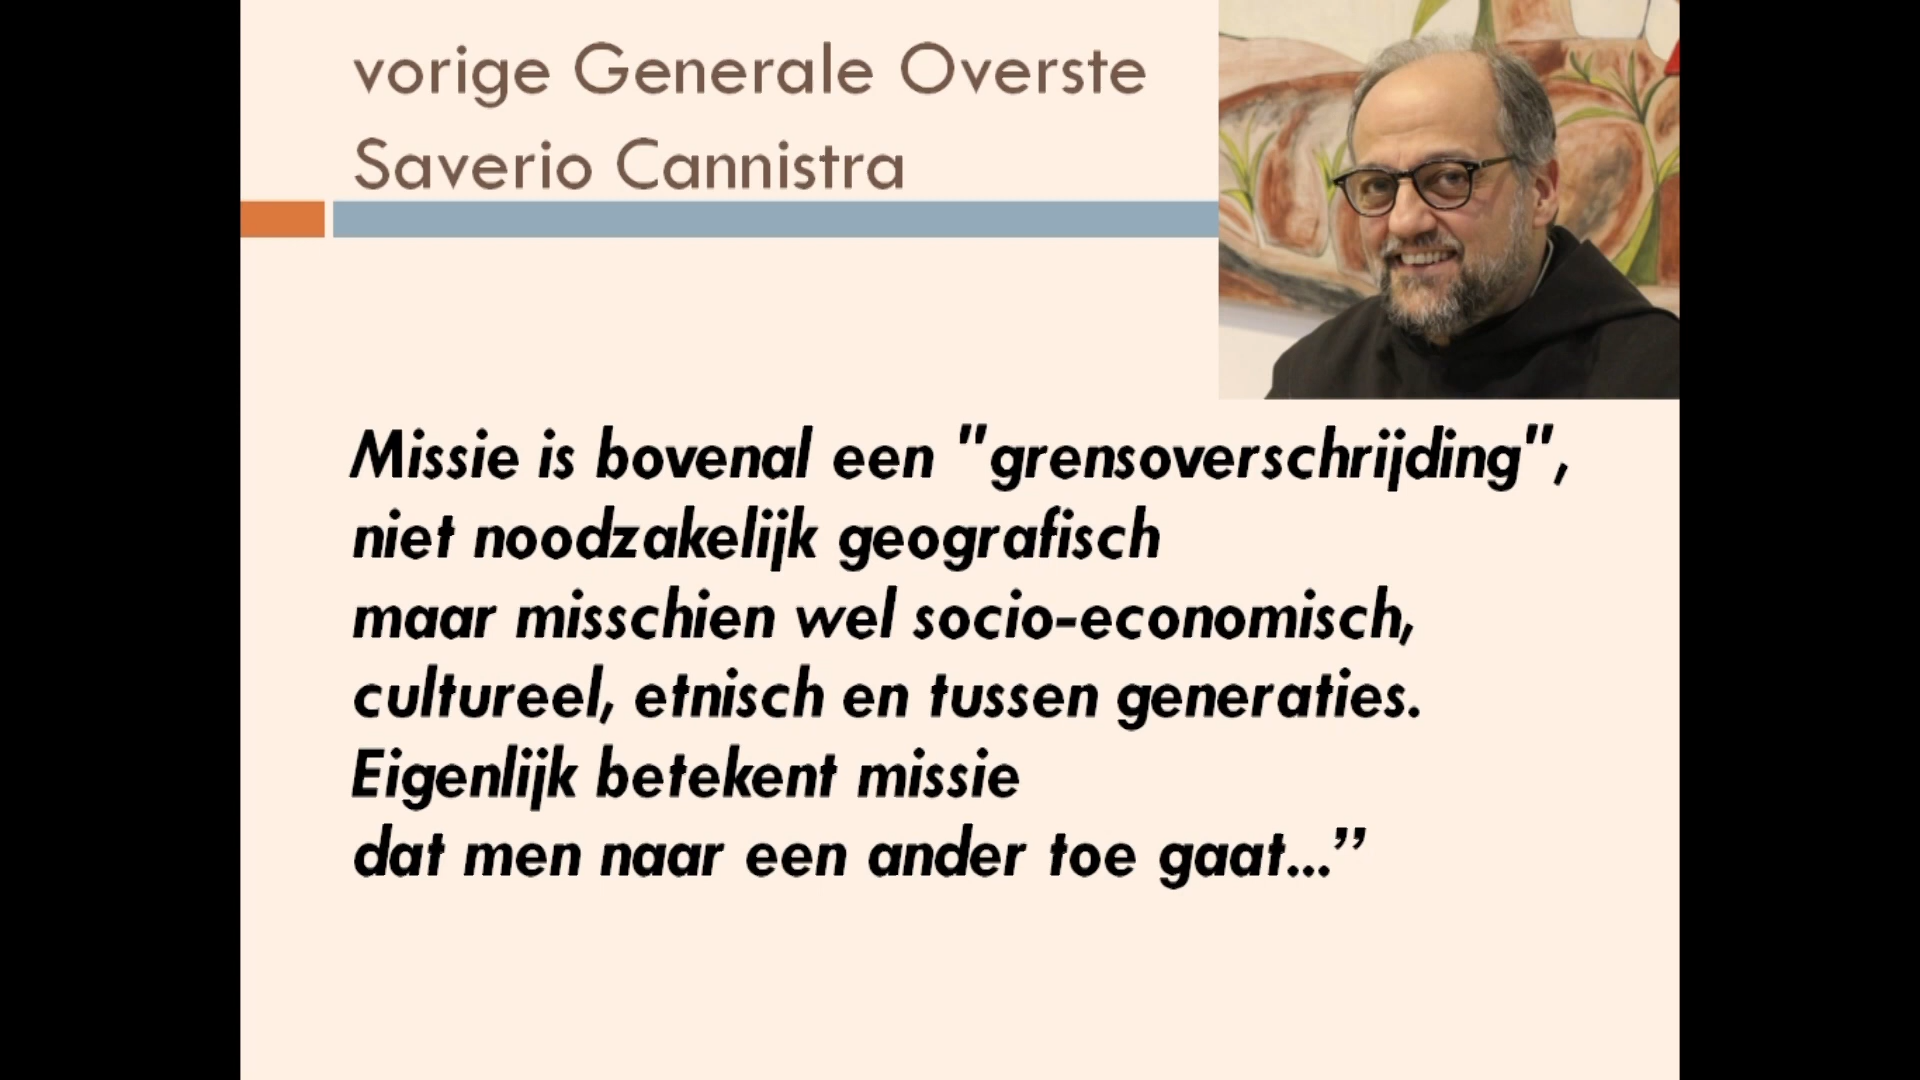 vorige Generale Overste
Saverio Cannistra
Missie is bovenal een "grensoverschrijding",
niet noodzakelijk geografisch
maar misschien wel socio-economisch,
cultureel, etnisch en tussen generaties.
Eigenlijk betekent missie
dat men naar een ander toe gaat...”